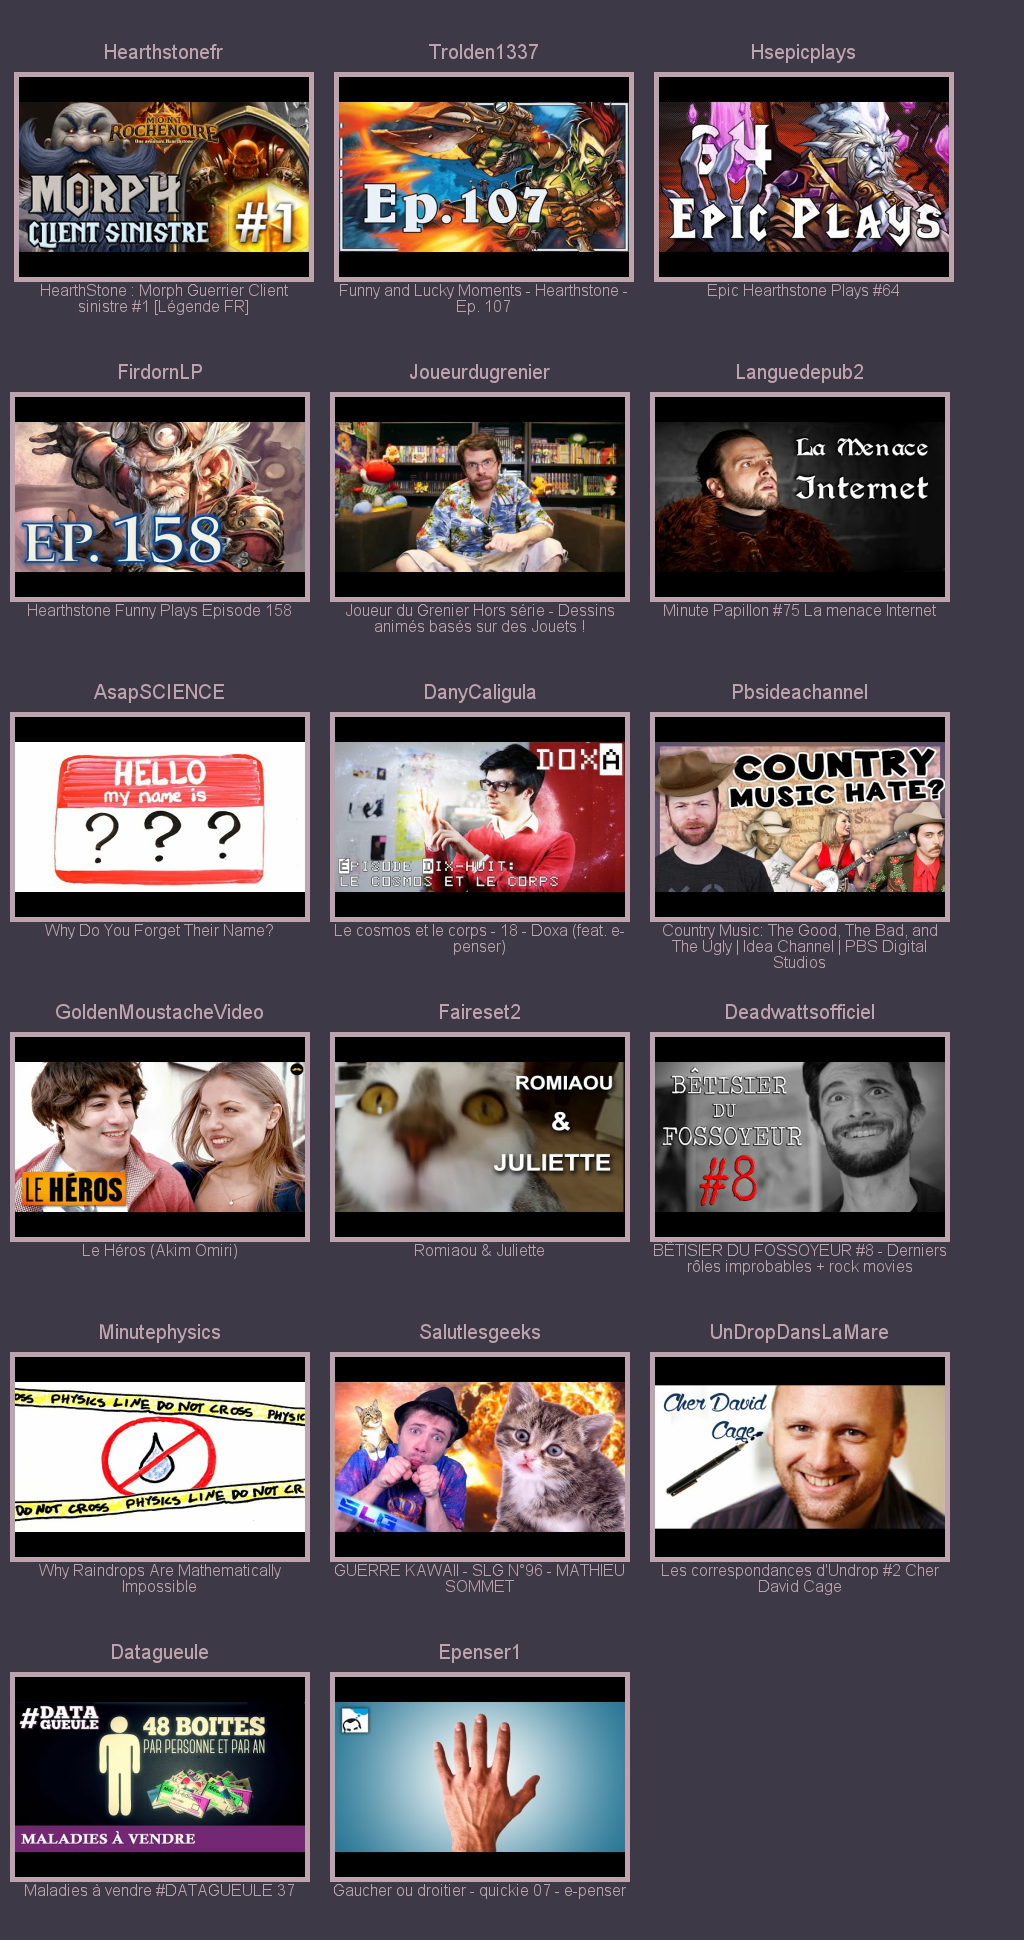 Hearthstonefr
Trolden1337
Hsepicplays
MONT
ROCHENOIRE
Une aventure Hearthstone
MORPH
CLIENT SINISTRE
#1
Ep.107
64
EPIC PLAYS
HearthStone : Morph Guerrier Client
sinistre #1 [Légende FR]
Funny and Lucky Moments - Hearthstone -
Ep. 107
Epic Hearthstone Plays #64
FirdornLP
Joueurdugrenier
Languedepub2
EP. 158
La Menace
Internet
Hearthstone Funny Plays Episode 158
Joueur du Grenier Hors série - Dessins
animés basés sur des Jouets !
Minute Papillon #75 La menace Internet
AsapSCIENCE
DanyCaligula
Pbsideachannel
HELLO
my name is
? ? ?
DOXA
ÉPISODE DIX-HUIT:
LE COSMOS ET LE CORPS
COUNTRY
MUSIC HATE?
Why Do You Forget Their Name?
Le cosmos et le corps - 18 - Doxa (feat. e-
penser)
Country Music: The Good, The Bad, and
The Ugly | Idea Channel | PBS Digital
Studios
GoldenMoustacheVideo
Faireset2
Deadwattsofficiel
LE HÉROS
ROMIAOU
&
JULIETTE
BÊTISIER
DU
FOSSOYEUR
#8
Le Héros (Akim Omiri)
Romiaou & Juliette
BÊTISIER DU FOSSOYEUR #8 - Derniers
rôles improbables + rock movies
Minutephysics
Salutlesgeeks
UnDropDansLaMare
OSS PHYSICS LINE DO NOT CROSS PHYSIC
DO NOT CROSS PHYSICS LINE DO NOT CR
SLG
Cher David
Cage
Why Raindrops Are Mathematically
Impossible
GUERRE KAWAII - SLG N°96 - MATHIEU
SOMMET
Les correspondances d'Undrop #2 Cher
David Cage
Datagueule
Epenser1
#DATA
GUEULE
48 BOITES
PAR PERSONNE ET PAR AN
MALADIES À VENDRE
Maladies à vendre #DATAGUEULE 37
Gaucher ou droitier - quickie 07 - e-penser